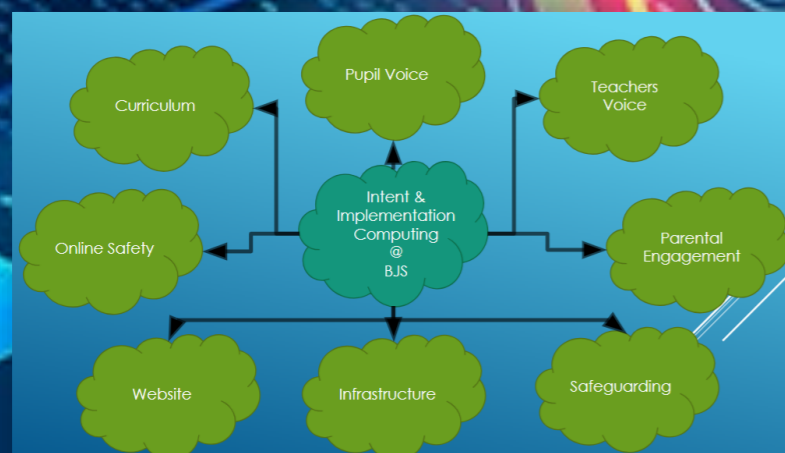 Pupil Voice
Curriculum
Teachers
Voice
Intent &
Implementation
Computing
@
BJS
Online Safety
Parental
Engagement
Website
Infrastructure
Safeguarding